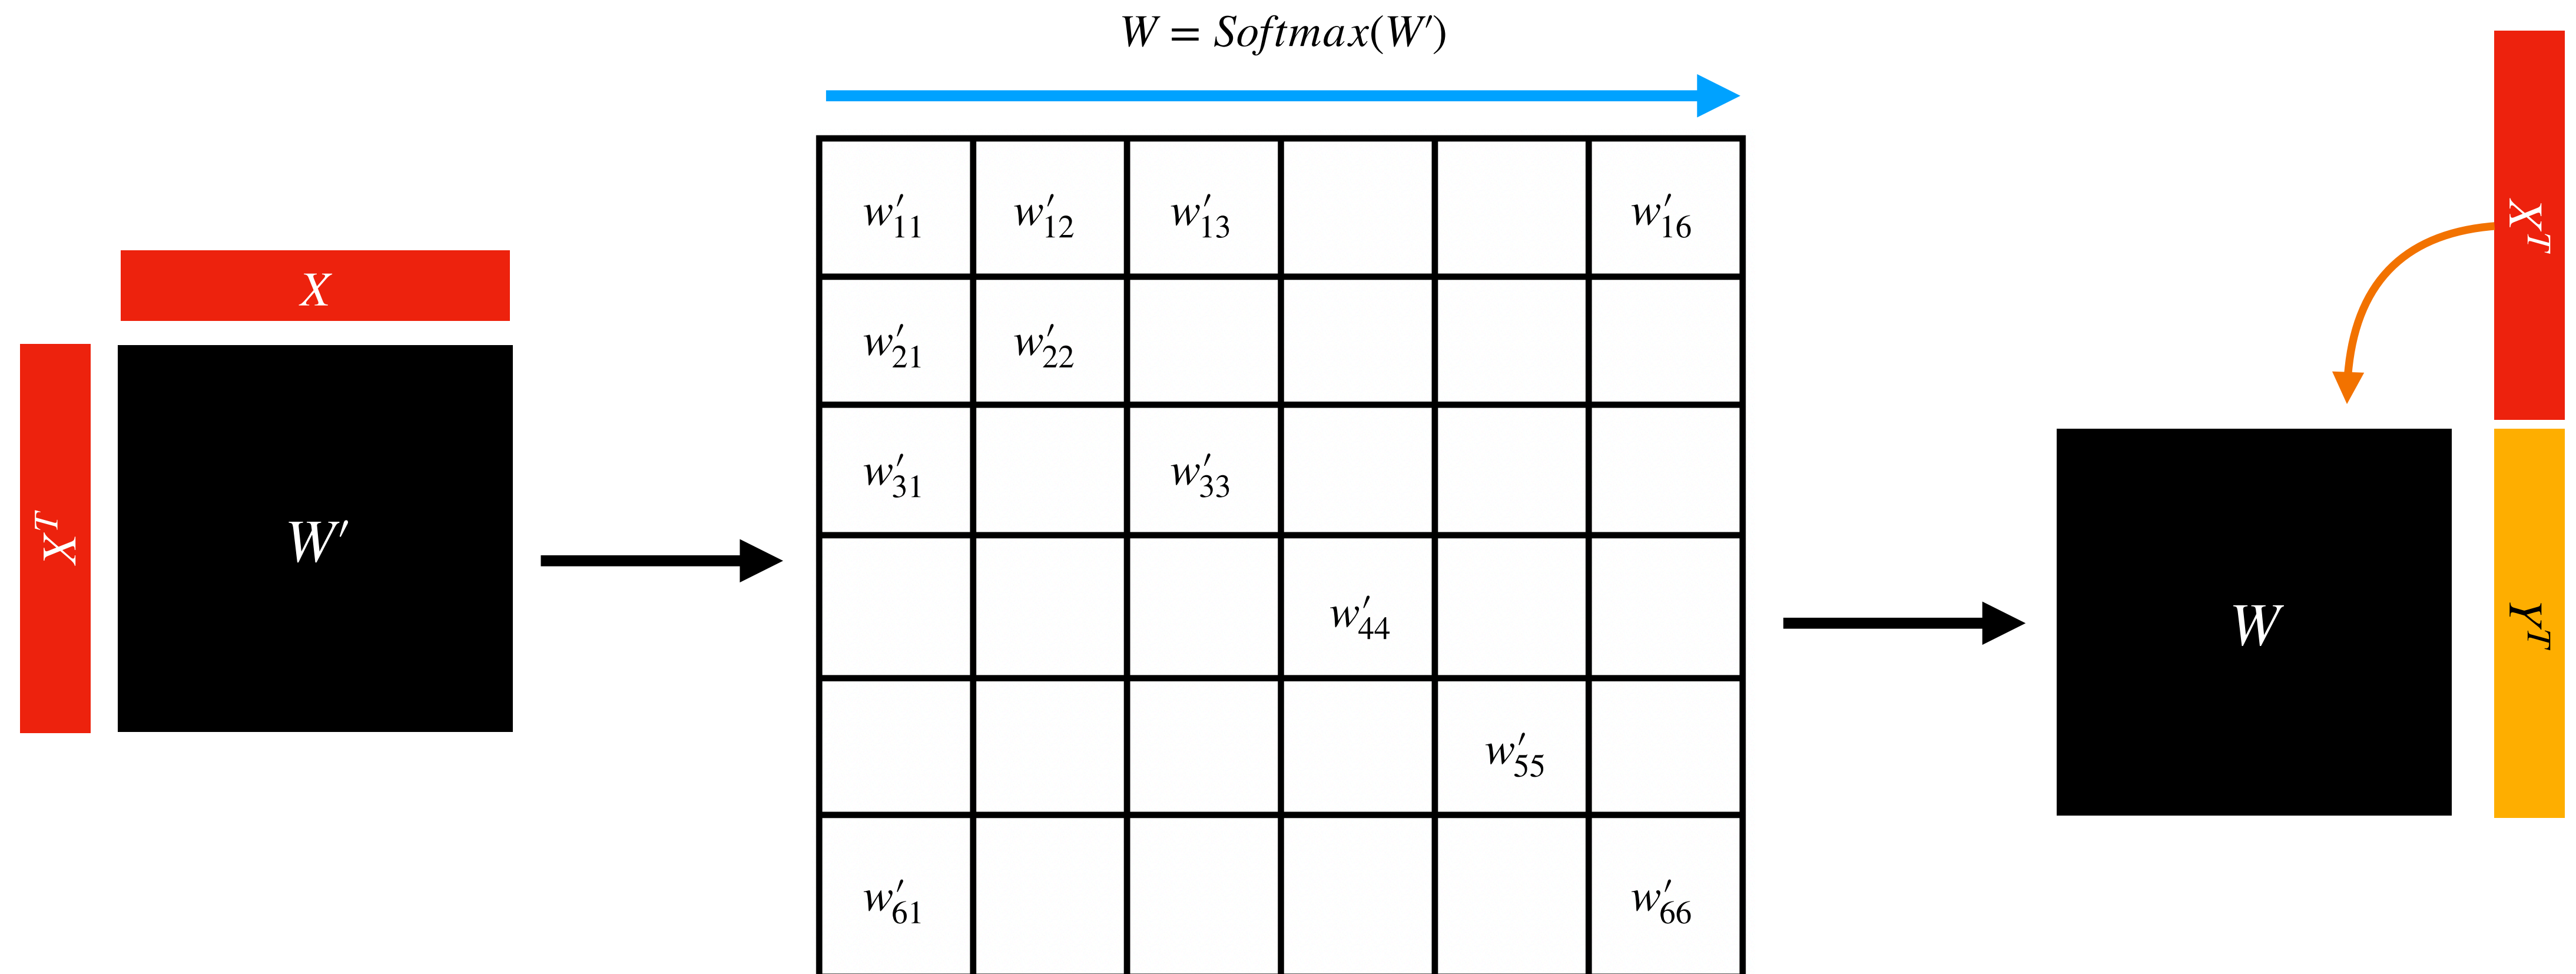 W = Softmax(W′)
X
X^T
W′
w′₁₁ w′₁₂ w′₁₃ w′₁₆
w′₂₁ w′₂₂
w′₃₁ w′₃₃
w′₄₄
w′₅₅
w′₆₁ w′₆₆
X^T
W
Y^T